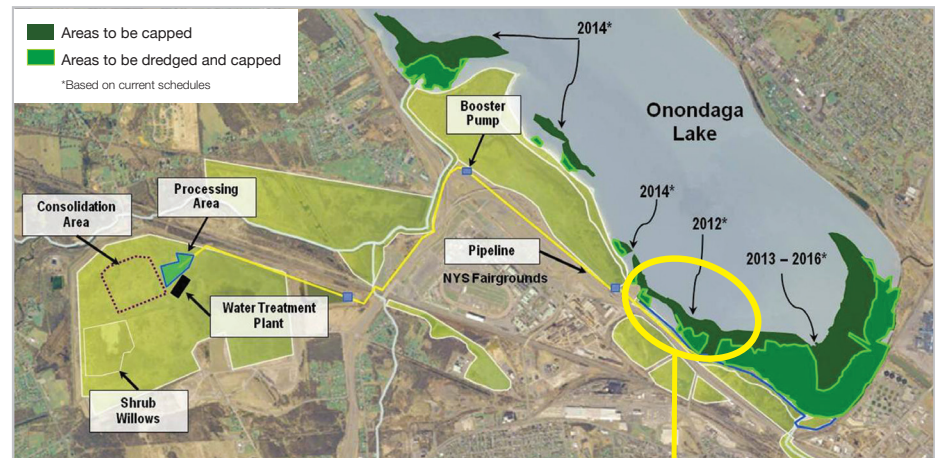 Areas to be capped
Areas to be dredged and capped
*Based on current schedules
2014*
Booster
Pump
Onondaga
Lake
Processing
Area
Consolidation
Area
2014*
2012*
Pipeline
2013 – 2016*
NYS Fairgrounds
Water Treatment
Plant
Shrub
Willows